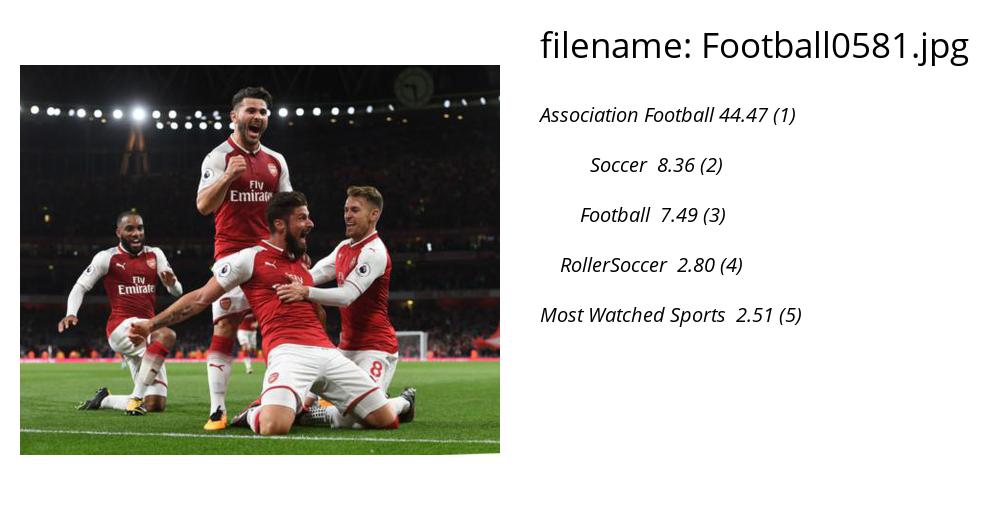 filename: Football0581.jpg
Association Football 44.47 (1)
Soccer 8.36 (2)
Football 7.49 (3)
RollerSoccer 2.80 (4)
Most Watched Sports 2.51 (5)
Fly
Emirates
Fly
Emirates
8